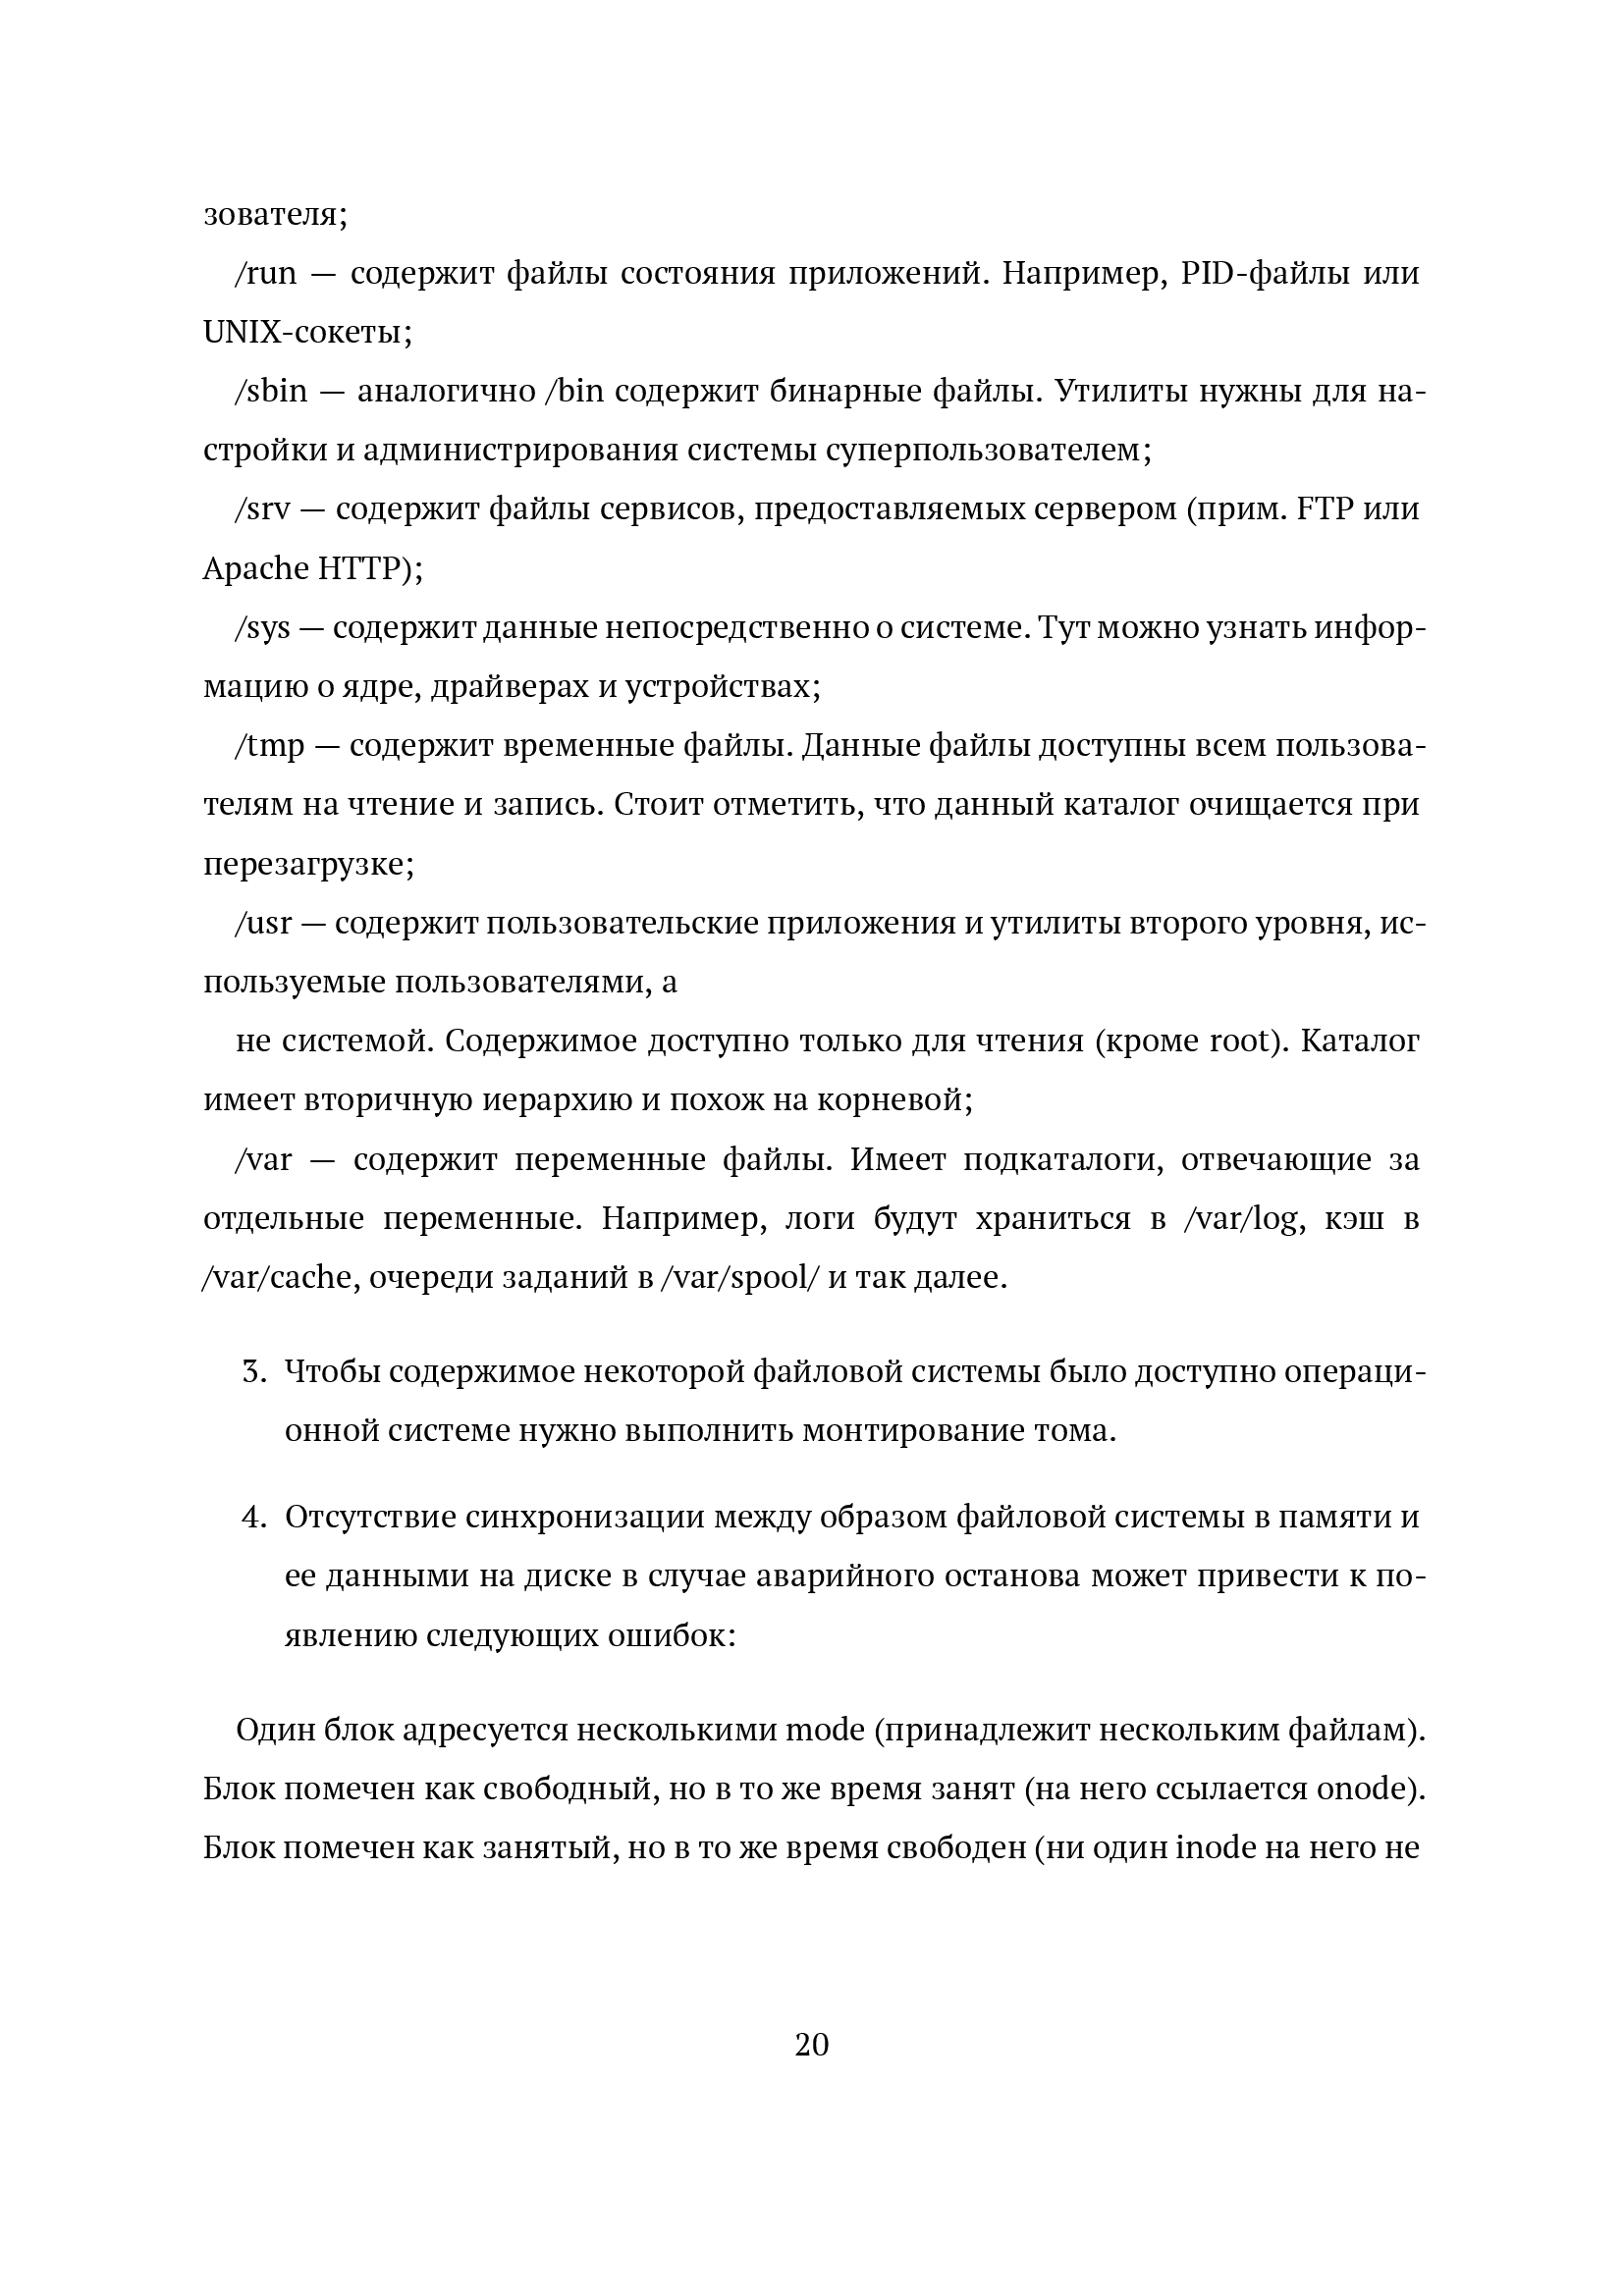 зователя;
/run — содержит файлы состояния приложений. Например, PID-файлы или
UNIX-сокеты;
/sbin — аналогично /bin содержит бинарные файлы. Утилиты нужны для на-
стройки и администрирования системы суперпользователем;
/srv — содержит файлы сервисов, предоставляемых сервером (прим. FTP или
Apache HTTP);
/sys — содержит данные непосредственно о системе. Тут можно узнать инфор-
мацию о ядре, драйверах и устройствах;
/tmp — содержит временные файлы. Данные файлы доступны всем пользова-
телям на чтение и запись. Стоит отметить, что данный каталог очищается при
перезагрузке;
/usr — содержит пользовательские приложения и утилиты второго уровня, ис-
пользуемые пользователями, а
не системой. Содержимое доступно только для чтения (кроме root). Каталог
имеет вторичную иерархию и похож на корневой;
/var — содержит переменные файлы. Имеет подкаталоги, отвечающие за
отдельные переменные. Например, логи будут храниться в /var/log, кэш в
/var/cache, очереди заданий в /var/spool/ и так далее.
3. Чтобы содержимое некоторой файловой системы было доступно операци-
онной системе нужно выполнить монтирование тома.
4. Отсутствие синхронизации между образом файловой системы в памяти и
ее данными на диске в случае аварийного останова может привести к по-
явлению следующих ошибок:
Один блок адресуется несколькими mode (принадлежит нескольким файлам).
Блок помечен как свободный, но в то же время занят (на него ссылается onode).
Блок помечен как занятый, но в то же время свободен (ни один inode на него не
20